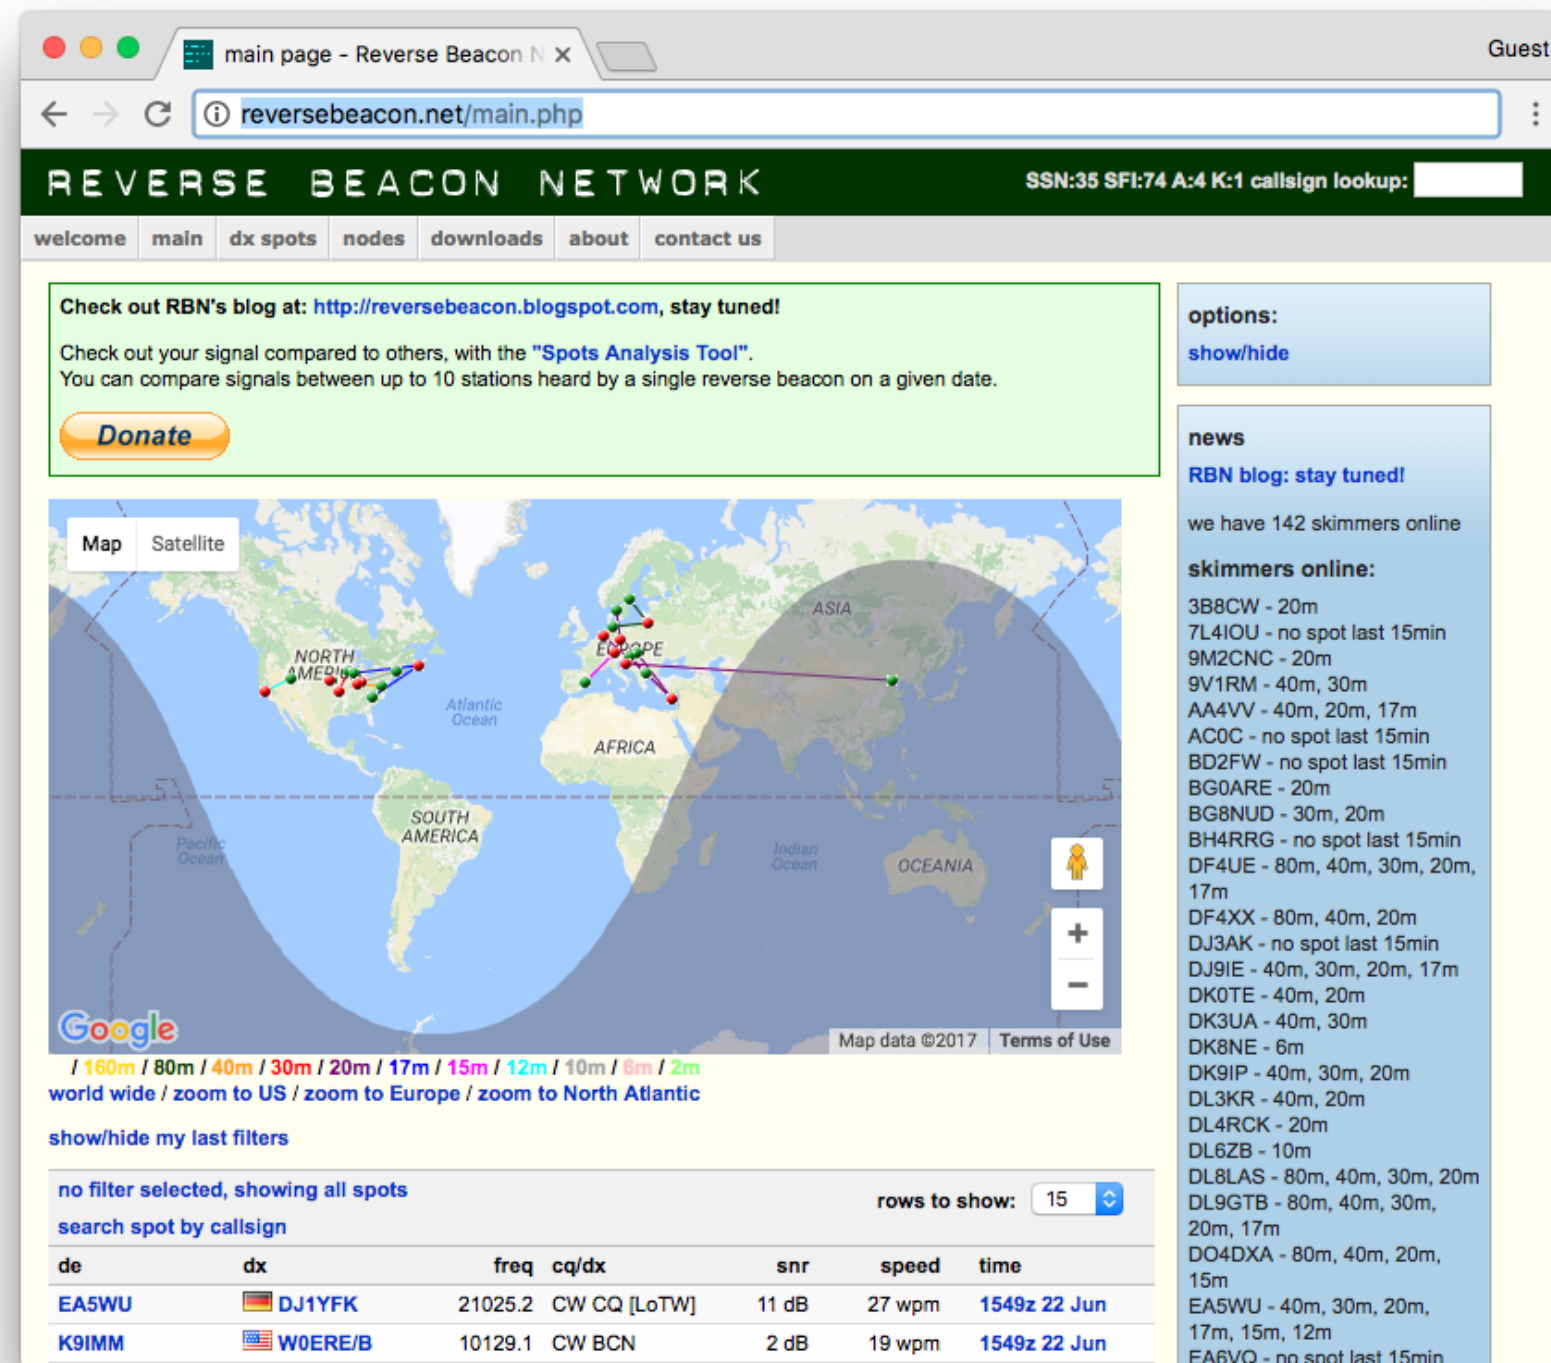 main page - Reverse Beacon N
Guest
reversebeacon.net/main.php
REVERSE BEACON NETWORK
SSN:35 SFI:74 A:4 K:1 callsign lookup:
welcome main dx spots nodes downloads about contact us
Check out RBN's blog at: http://reversebeacon.blogspot.com, stay tuned!
Check out your signal compared to others, with the "Spots Analysis Tool".
You can compare signals between up to 10 stations heard by a single reverse beacon on a given date.
Donate
Map Satellite
ASIA
NORTH
EUROPE
Atlantic
Ocean
AFRICA
SOUTH
AMERICA
Pacific
Ocean
Indian
Ocean
OCEANIA
Google
Map data ©2017 Terms of Use
/ 160m / 80m / 40m / 30m / 20m / 17m / 15m / 12m / 10m / 6m / 2m
world wide / zoom to US / zoom to Europe / zoom to North Atlantic
show/hide my last filters
no filter selected, showing all spots
rows to show: 15
search spot by callsign
de dx freq cq/dx snr speed time
EA5WU DJ1YFK 21025.2 CW CQ [LoTW] 11 dB 27 wpm 1549z 22 Jun
K9IMM W0ERE/B 10129.1 CW BCN 2 dB 19 wpm 1549z 22 Jun
options:
show/hide
news
RBN blog: stay tuned!
we have 142 skimmers online
skimmers online:
3B8CW - 20m
7L4IOU - no spot last 15min
9M2CNC - 20m
9V1RM - 40m, 30m
AA4VV - 40m, 20m, 17m
AC0C - no spot last 15min
BD2FW - no spot last 15min
BG0ARE - 20m
BG8NUD - 30m, 20m
BH4RRG - no spot last 15min
DF4UE - 80m, 40m, 30m, 20m,
17m
DF4XX - 80m, 40m, 20m
DJ3AK - no spot last 15min
DJ9IE - 40m, 30m, 20m, 17m
DK0TE - 40m, 20m
DK3UA - 40m, 30m
DK8NE - 6m
DK9IP - 40m, 30m, 20m
DL3KR - 40m, 20m
DL4RCK - 20m
DL6ZB - 10m
DL8LAS - 80m, 40m, 30m, 20m
DL9GTB - 80m, 40m, 30m,
20m, 17m
DO4DXA - 80m, 40m, 20m,
15m
EA5WU - 40m, 30m, 20m,
17m, 15m, 12m
EA6VQ - no spot last 15min